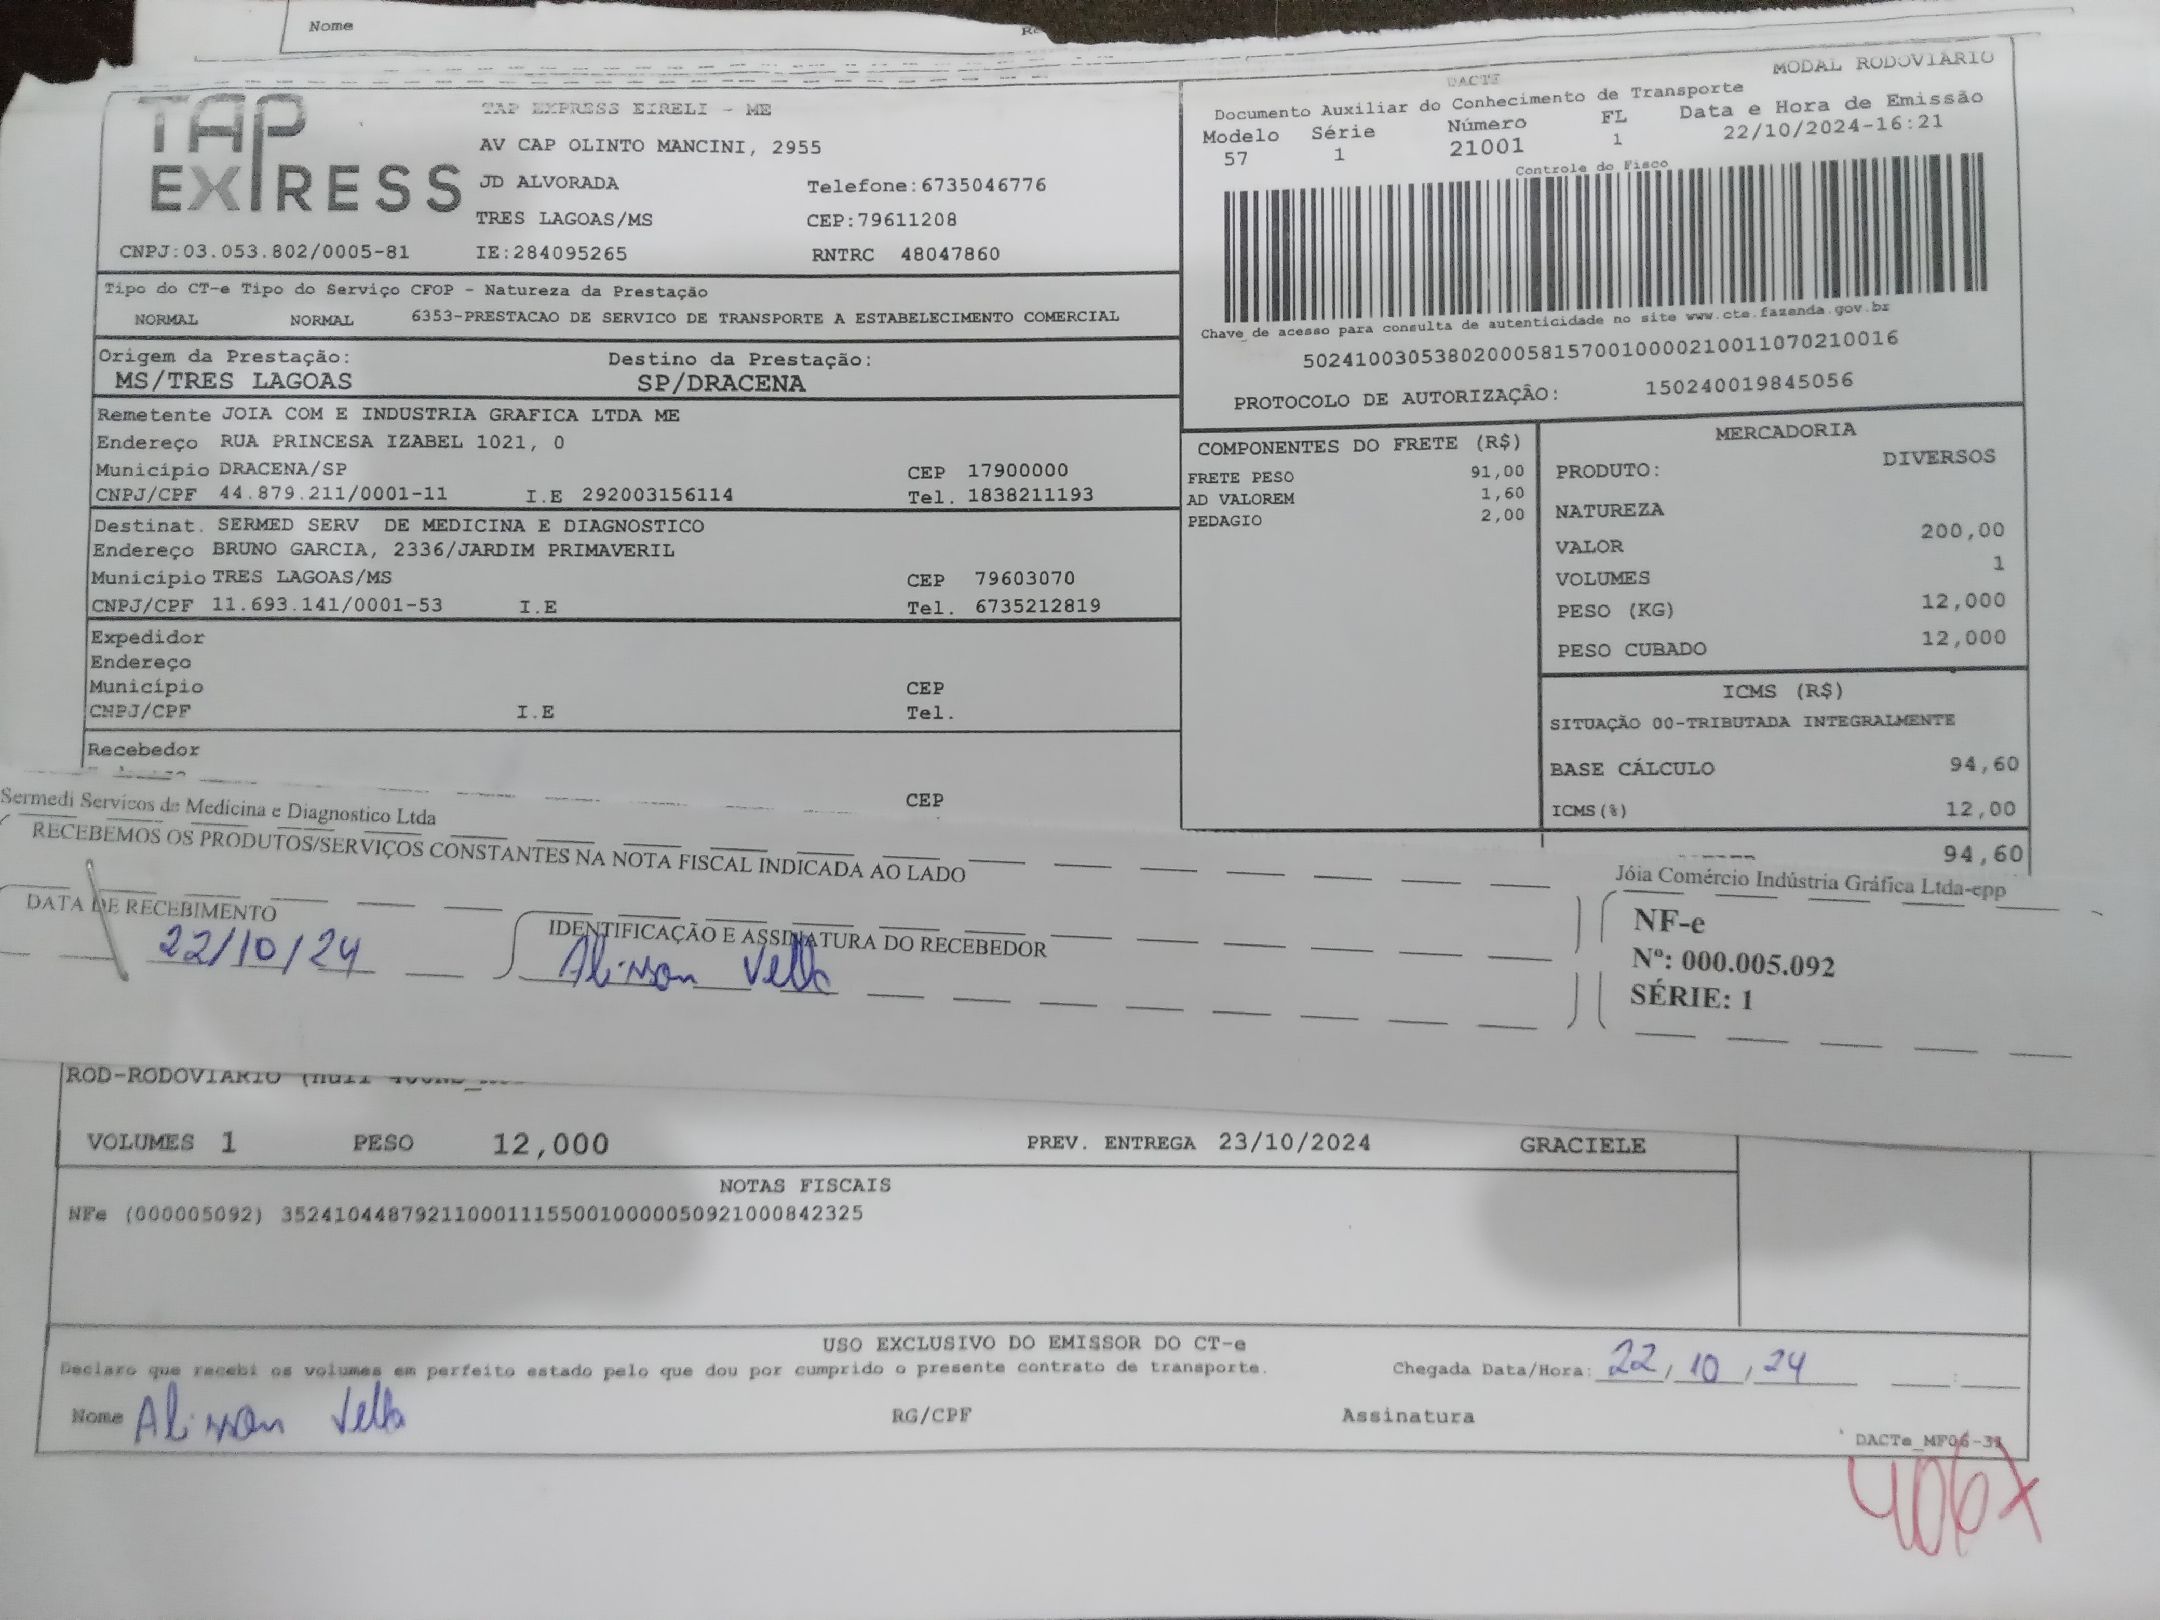 Nome
TAP EXPRESS
TAP EXPRESS EIRELI - ME
AV CAP OLINTO MANCINI, 2955
JD ALVORADA Telefone:6735046776
TRES LAGOAS/MS CEP:79611208
CNPJ:03.053.802/0005-81 IE:284095265 RNTRC 48047860
DACTE MODAL RODOVIÁRIO
Documento Auxiliar do Conhecimento de Transporte
Modelo Série Número FL Data e Hora de Emissão
57 1 21001 1 22/10/2024-16:21
Controle do Fisco
Chave de acesso para consulta de autenticidade no site www.cte.fazenda.gov.br
50241003053802000581570010000210011070210016
PROTOCOLO DE AUTORIZAÇÃO: 150240019845056
Tipo do CT-e Tipo do Serviço CFOP - Natureza da Prestação
NORMAL NORMAL 6353-PRESTACAO DE SERVICO DE TRANSPORTE A ESTABELECIMENTO COMERCIAL
Origem da Prestação: Destino da Prestação:
MS/TRES LAGOAS SP/DRACENA
Remetente JOIA COM E INDUSTRIA GRAFICA LTDA ME
Endereço RUA PRINCESA IZABEL 1021, 0
Município DRACENA/SP CEP 17900000
CNPJ/CPF 44.879.211/0001-11 I.E 292003156114 Tel. 1838211193
Destinat. SERMED SERV DE MEDICINA E DIAGNOSTICO
Endereço BRUNO GARCIA, 2336/JARDIM PRIMAVERIL
Município TRES LAGOAS/MS CEP 79603070
CNPJ/CPF 11.693.141/0001-53 I.E Tel. 6735212819
Expedidor
Endereço
Município CEP
CNPJ/CPF I.E Tel.
Recebedor
CEP
COMPONENTES DO FRETE (R$)
FRETE PESO 91,00
AD VALOREM 1,60
PEDAGIO 2,00
MERCADORIA
PRODUTO: DIVERSOS
NATUREZA
VALOR 200,00
VOLUMES 1
PESO (KG) 12,000
PESO CUBADO 12,000
ICMS (R$)
SITUAÇÃO 00-TRIBUTADA INTEGRALMENTE
BASE CÁLCULO 94,60
ICMS(%) 12,00
94,60
Sermedi Servicos de Medicina e Diagnostico Ltda
RECEBEMOS OS PRODUTOS/SERVIÇOS CONSTANTES NA NOTA FISCAL INDICADA AO LADO
DATA DE RECEBIMENTO
22/10/24
IDENTIFICAÇÃO E ASSINATURA DO RECEBEDOR
Alisson Vello
Jóia Comércio Indústria Gráfica Ltda-epp
NF-e
Nº: 000.005.092
SÉRIE: 1
ROD-RODOVIARIO
VOLUMES 1 PESO 12,000 PREV. ENTREGA 23/10/2024 GRACIELE
NOTAS FISCAIS
NFe (000005092) 35241044879211000111550010000050921000842325
USO EXCLUSIVO DO EMISSOR DO CT-e
Declaro que recebi os volumes em perfeito estado pelo que dou por cumprido o presente contrato de transporte. Chegada Data/Hora: 22/10/24 :
Nome Alisson Vello RG/CPF Assinatura
DACTe_MF06-31